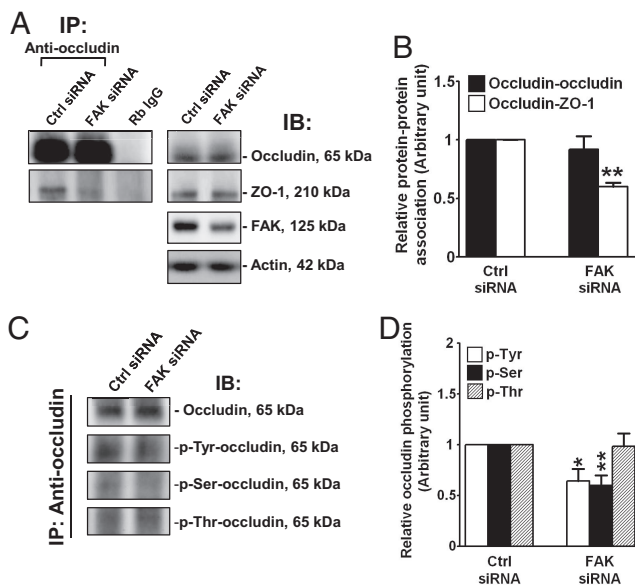 A
IP:
Anti-occludin
Ctrl siRNA
FAK siRNA
Rb IgG
Ctrl siRNA
FAK siRNA
IB:
- Occludin, 65 kDa
- ZO-1, 210 kDa
- FAK, 125 kDa
- Actin, 42 kDa
B
Relative protein-protein
association (Arbitrary unit)
1.5
1
0.5
0
Occludin-occludin
Occludin-ZO-1
**
Ctrl
siRNA
FAK
siRNA
C
IP: Anti-occludin
Ctrl siRNA
FAK siRNA
IB:
- Occludin, 65 kDa
-p-Tyr-occludin, 65 kDa
-p-Ser-occludin, 65 kDa
-p-Thr-occludin, 65 kDa
D
Relative occludin phosphorylation
(Arbitrary unit)
2
1.5
1
0.5
0
p-Tyr
p-Ser
p-Thr
*
**
Ctrl
siRNA
FAK
siRNA